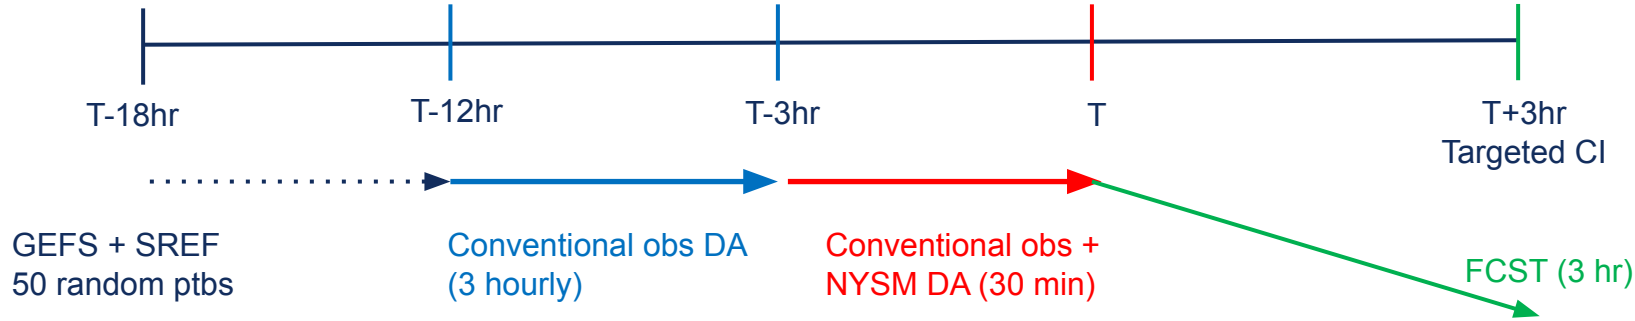 T-18hr
T-12hr
T-3hr
T
T+3hr
Targeted CI
GEFS + SREF
50 random ptbs
Conventional obs DA
(3 hourly)
Conventional obs +
NYSM DA (30 min)
FCST (3 hr)